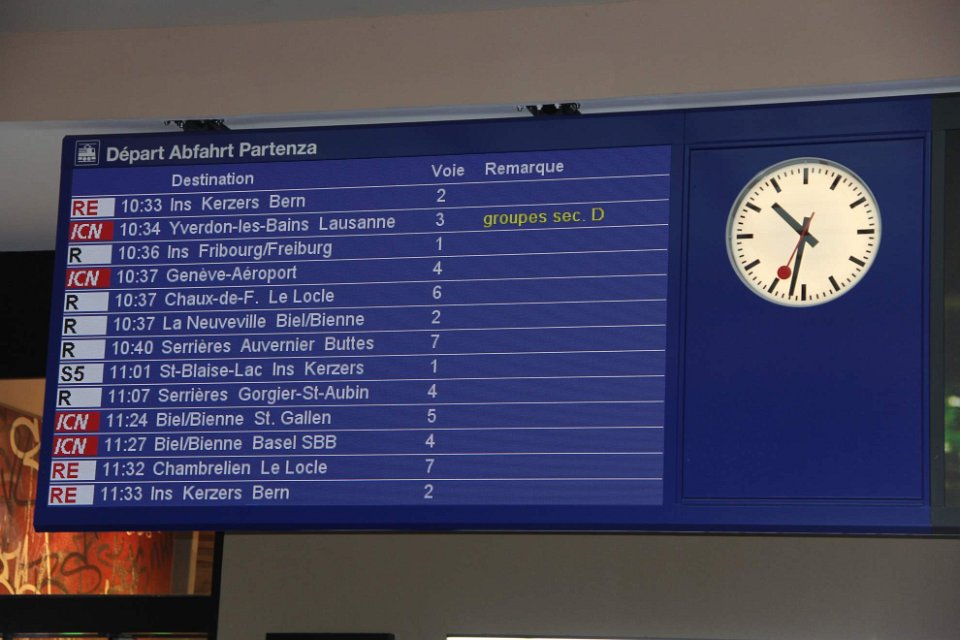 Départ Abfahrt Partenza
Destination Voie Remarque
RE 10:33 Ins Kerzers Bern 2
ICN 10:34 Yverdon-les-Bains Lausanne 3 groupes sec. D
R 10:36 Ins Fribourg/Freiburg 1
ICN 10:37 Genève-Aéroport 4
R 10:37 Chaux-de-F. Le Locle 6
R 10:37 La Neuveville Biel/Bienne 2
R 10:40 Serrières Auvernier Buttes 7
S5 11:01 St-Blaise-Lac Ins Kerzers 1
R 11:07 Serrières Gorgier-St-Aubin 4
ICN 11:24 Biel/Bienne St. Gallen 5
ICN 11:27 Biel/Bienne Basel SBB 4
RE 11:32 Chambrelien Le Locle 7
RE 11:33 Ins Kerzers Bern 2